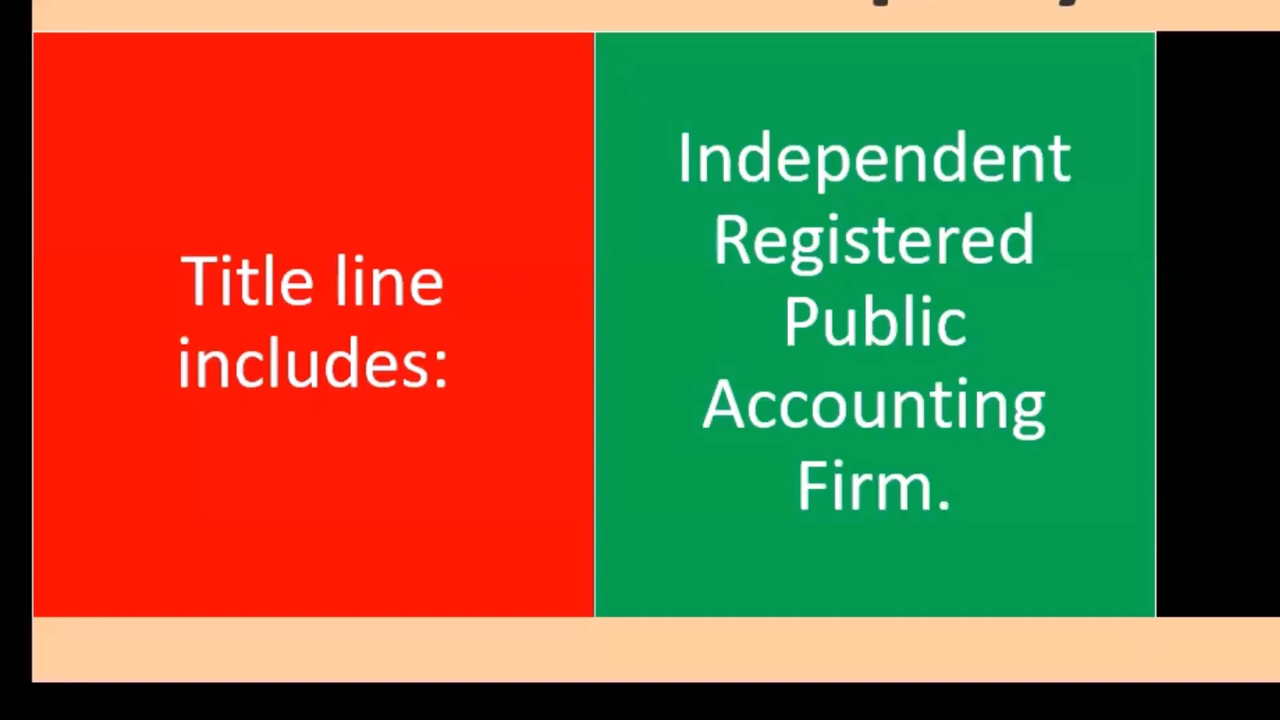 Title line
includes:
Independent
Registered
Public
Accounting
Firm.